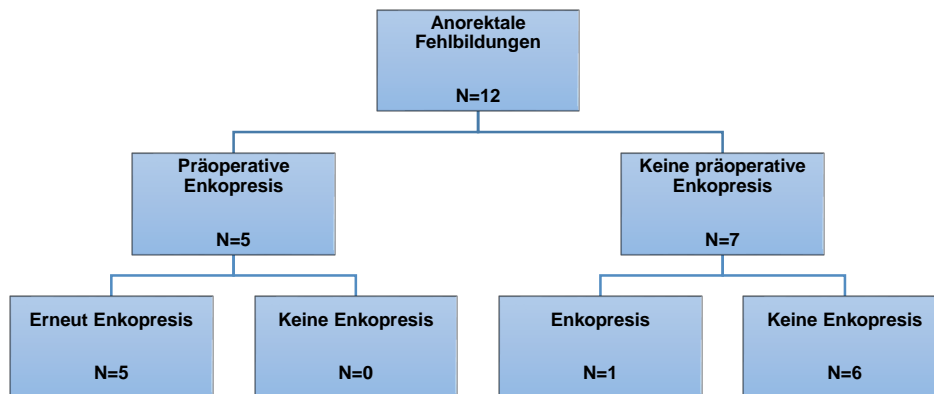 Anorektale
Fehlbildungen
N=12
Präoperative
Enkopresis
N=5
Keine präoperative
Enkopresis
N=7
Erneut Enkopresis
N=5
Keine Enkopresis
N=0
Enkopresis
N=1
Keine Enkopresis
N=6